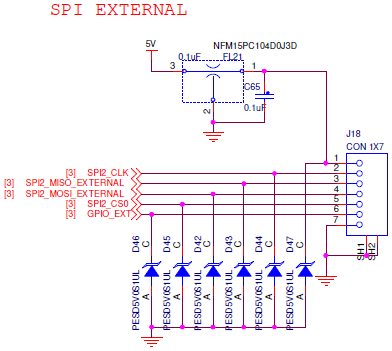 SPI EXTERNAL
NFM15PC104D0J3D
5V
0.1uF
FL21
3
1
C65
2
0.1uF
J18
CON 1X7
[3] SPI2_CLK
[3] SPI2_MISO_EXTERNAL
[3] SPI2_MOSI_EXTERNAL
[3] SPI2_CS0
[3] GPIO_EXT
1
2
3
4
5
6
7
SH1
SH2
D46
C
D45
C
D42
C
D43
C
D44
C
D47
C
PESD5V0S1UL
A
PESD5V0S1UL
A
PESD5V0S1UL
A
PESD5V0S1UL
A
PESD5V0S1UL
A
PESD5V0S1UL
A